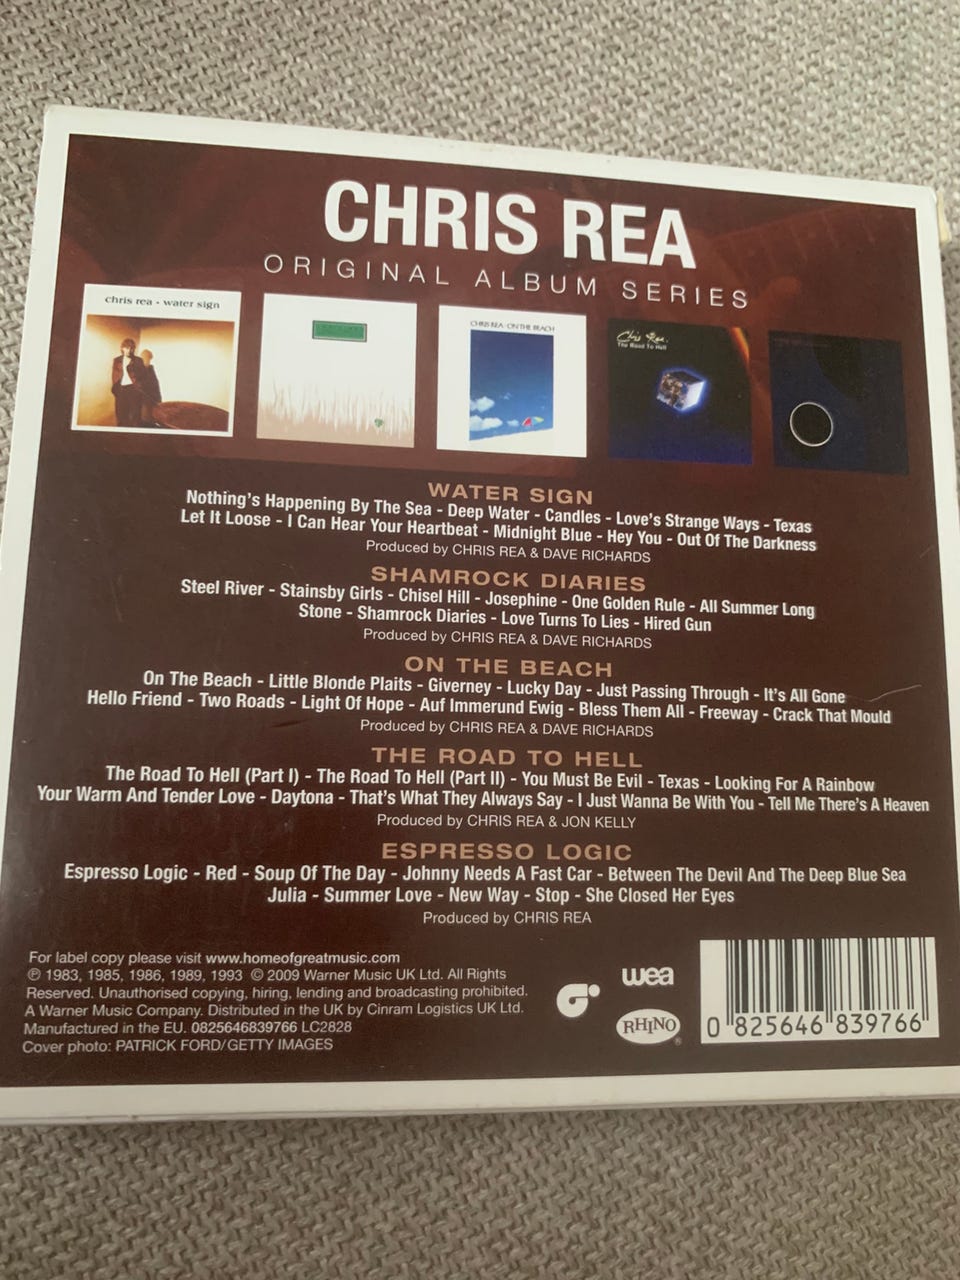 CHRIS REA
ORIGINAL ALBUM SERIES
chris rea - water sign
CHRIS REA · ON THE BEACH
Chris Rea.
The Road To Hell
WATER SIGN
Nothing's Happening By The Sea - Deep Water - Candles - Love's Strange Ways - Texas
Let It Loose - I Can Hear Your Heartbeat - Midnight Blue - Hey You - Out Of The Darkness
Produced by CHRIS REA & DAVE RICHARDS
SHAMROCK DIARIES
Steel River - Stainsby Girls - Chisel Hill - Josephine - One Golden Rule - All Summer Long
Stone - Shamrock Diaries - Love Turns To Lies - Hired Gun
Produced by CHRIS REA & DAVE RICHARDS
ON THE BEACH
On The Beach - Little Blonde Plaits - Giverney - Lucky Day - Just Passing Through - It's All Gone
Hello Friend - Two Roads - Light Of Hope - Auf Immerund Ewig - Bless Them All - Freeway - Crack That Mould
Produced by CHRIS REA & DAVE RICHARDS
THE ROAD TO HELL
The Road To Hell (Part I) - The Road To Hell (Part II) - You Must Be Evil - Texas - Looking For A Rainbow
Your Warm And Tender Love - Daytona - That's What They Always Say - I Just Wanna Be With You - Tell Me There's A Heaven
Produced by CHRIS REA & JON KELLY
ESPRESSO LOGIC
Espresso Logic - Red - Soup Of The Day - Johnny Needs A Fast Car - Between The Devil And The Deep Blue Sea
Julia - Summer Love - New Way - Stop - She Closed Her Eyes
Produced by CHRIS REA
For label copy please visit www.homeofgreatmusic.com
℗ 1983, 1985, 1986, 1989, 1993 © 2009 Warner Music UK Ltd. All Rights
Reserved. Unauthorised copying, hiring, lending and broadcasting prohibited.
A Warner Music Company. Distributed in the UK by Cinram Logistics UK Ltd.
Manufactured in the EU. 0825646839766 LC2828
Cover photo: PATRICK FORD/GETTY IMAGES
wea
RHINO®
0 825646 839766